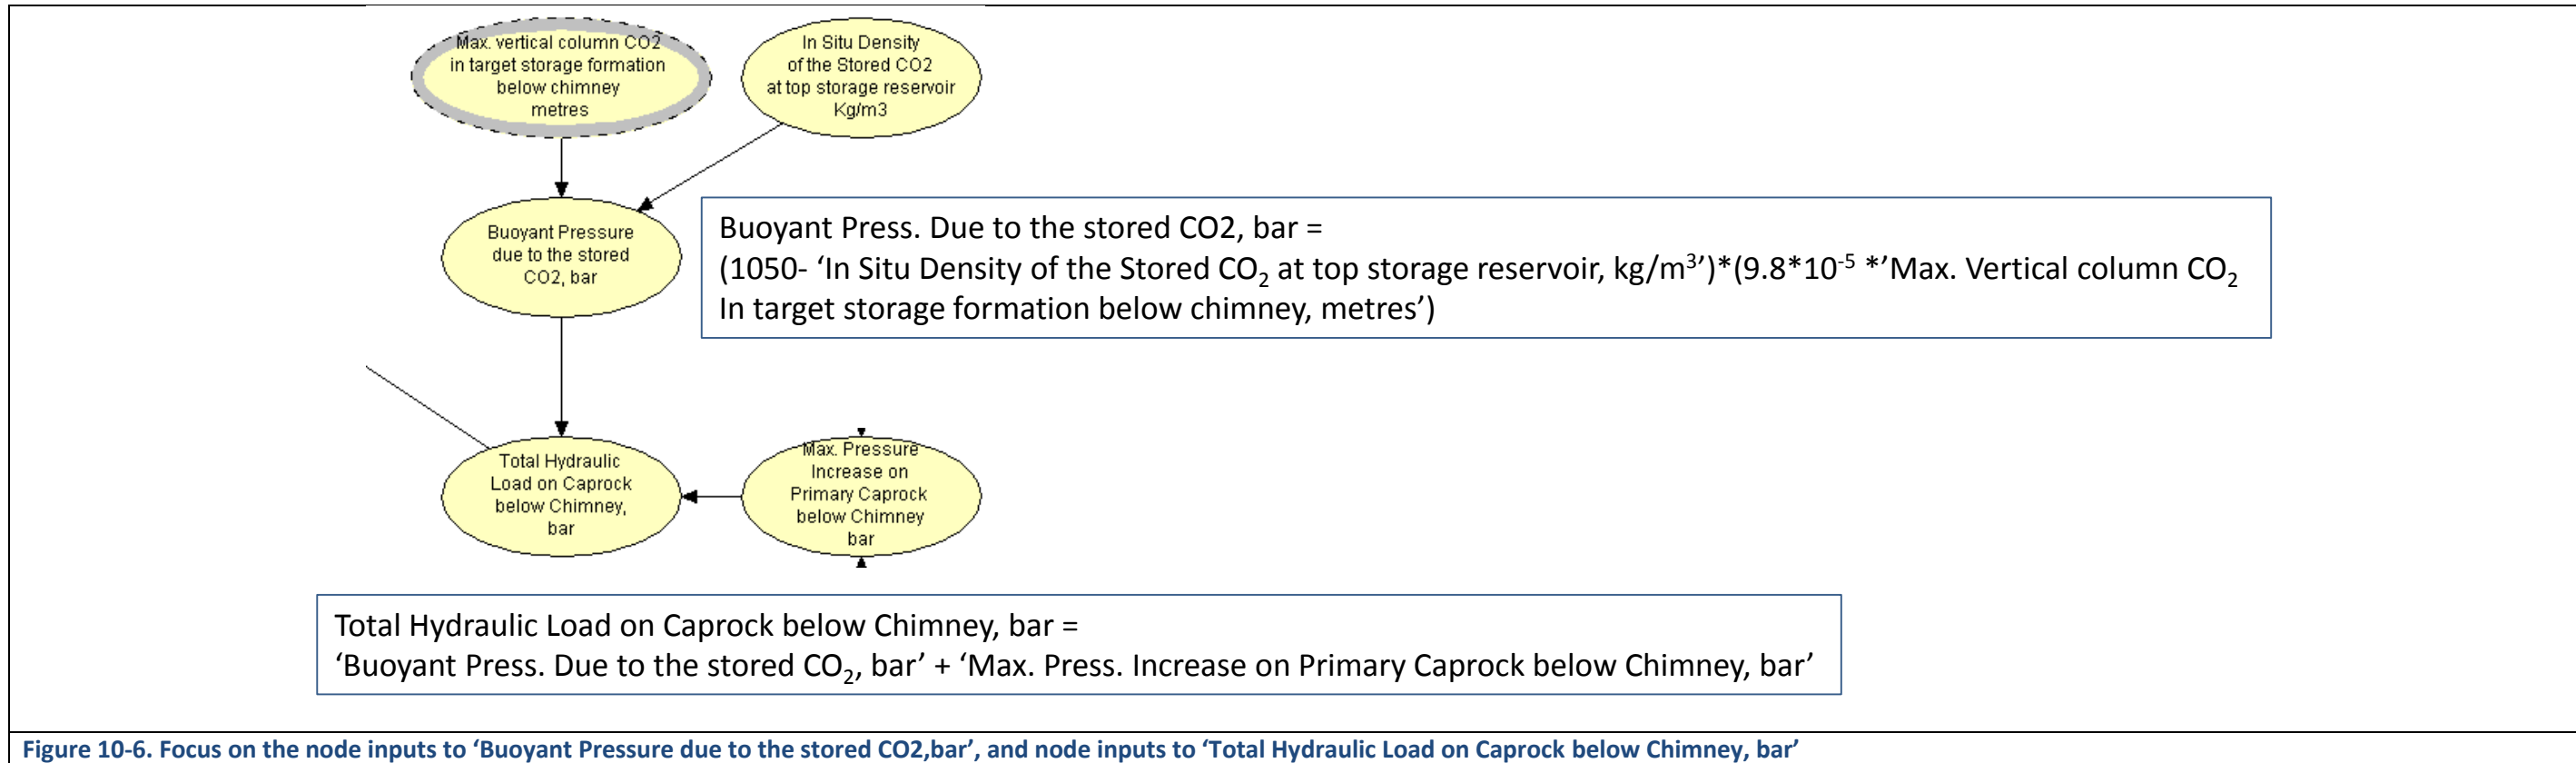 Max. vertical column CO2
in target storage formation
below chimney
metres
In Situ Density
of the Stored CO2
at top storage reservoir
Kg/m3
Buoyant Pressure
due to the stored
CO2, bar
Buoyant Press. Due to the stored CO2, bar =
(1050- ‘In Situ Density of the Stored CO₂ at top storage reservoir, kg/m³’)*(9.8*10⁻⁵ *’Max. Vertical column CO₂
In target storage formation below chimney, metres’)
Total Hydraulic
Load on Caprock
below Chimney,
bar
Max. Pressure
Increase on
Primary Caprock
below Chimney
bar
Total Hydraulic Load on Caprock below Chimney, bar =
‘Buoyant Press. Due to the stored CO₂, bar’ + ‘Max. Press. Increase on Primary Caprock below Chimney, bar’
Figure 10-6. Focus on the node inputs to ‘Buoyant Pressure due to the stored CO2,bar’, and node inputs to ‘Total Hydraulic Load on Caprock below Chimney, bar’